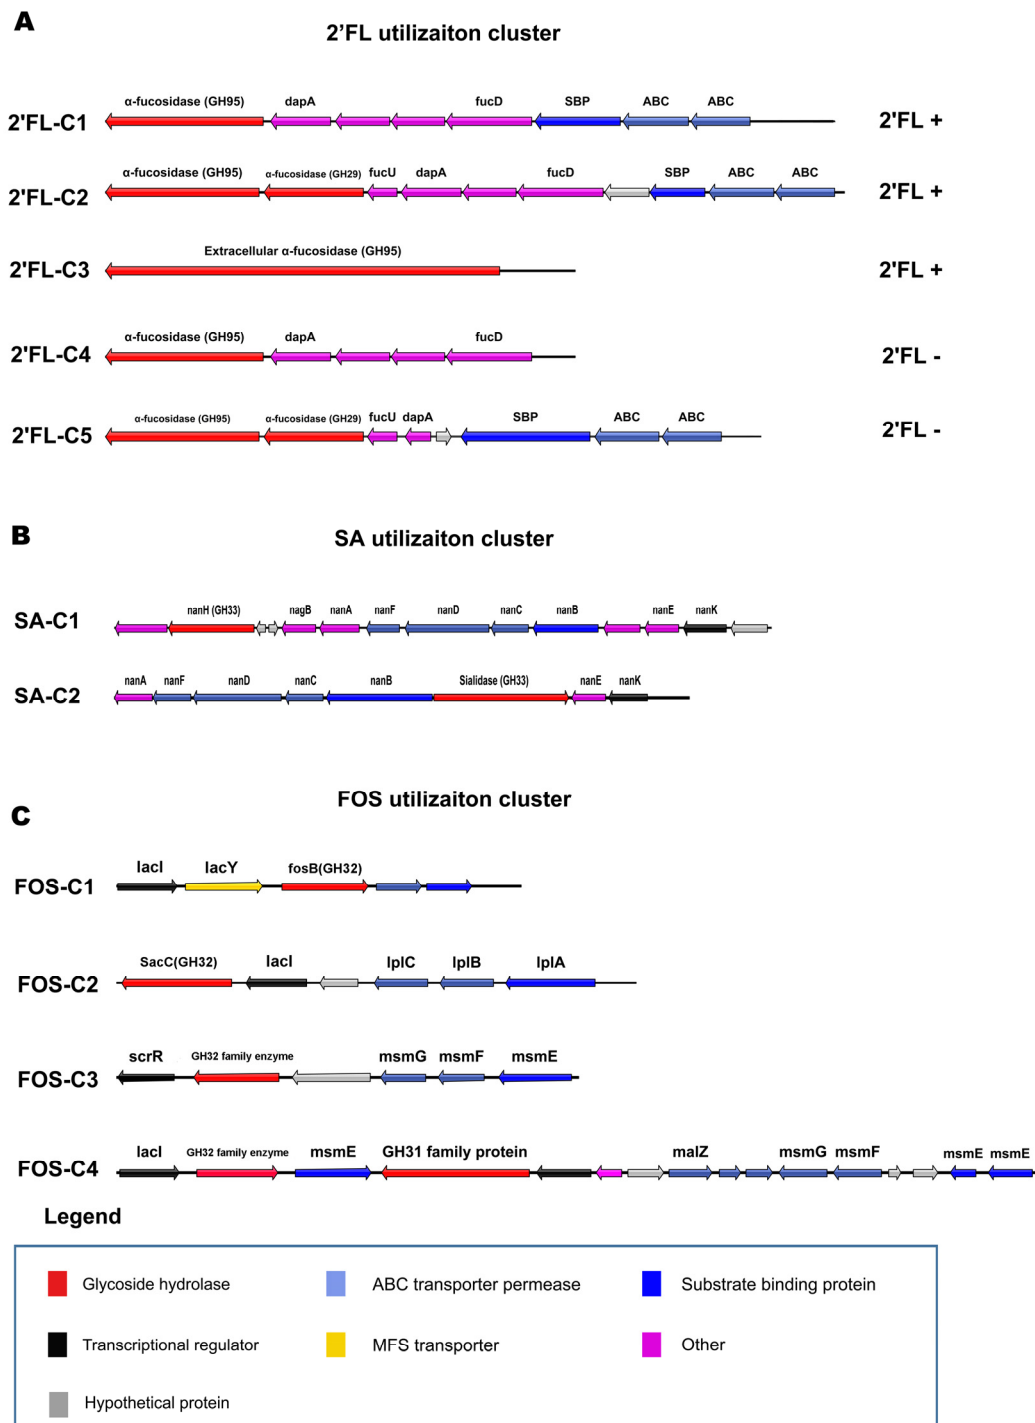 A
2'FL utilizaiton cluster
α-fucosidase (GH95) dapA fucD SBP ABC ABC
2'FL-C1 2'FL +
α-fucosidase (GH95) α-fucosidase (GH29) fucU dapA fucD SBP ABC ABC
2'FL-C2 2'FL +
Extracellular α-fucosidase (GH95)
2'FL-C3 2'FL +
α-fucosidase (GH95) dapA fucD
2'FL-C4 2'FL -
α-fucosidase (GH95) α-fucosidase (GH29) fucU dapA SBP ABC ABC
2'FL-C5 2'FL -
B
SA utilizaiton cluster
nanH (GH33) nagB nanA nanF nanD nanC nanB nanE nanK
SA-C1
nanA nanF nanD nanC nanB Sialidase (GH33) nanE nanK
SA-C2
FOS utilizaiton cluster
C
lacI lacY fosB(GH32)
FOS-C1
SacC(GH32) lacI lplC lplB lplA
FOS-C2
scrR GH32 family enzyme msmG msmF msmE
FOS-C3
lacI GH32 family enzyme msmE GH31 family protein malZ msmG msmF msmE msmE
FOS-C4
Legend
Glycoside hydrolase ABC transporter permease Substrate binding protein
Transcriptional regulator MFS transporter Other
Hypothetical protein